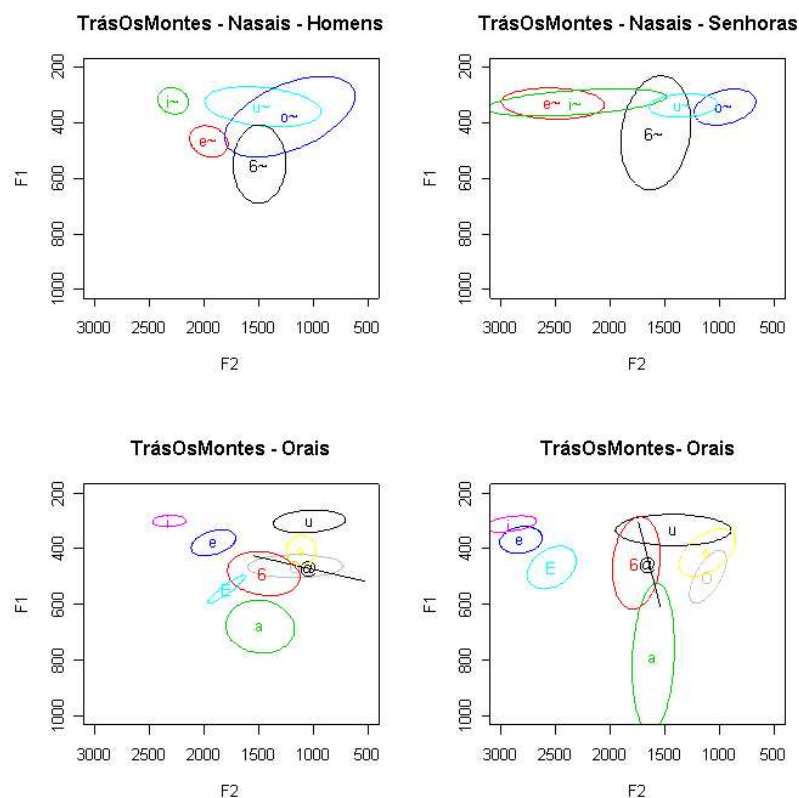 TrásOsMontes - Nasais - Homens
200
400
600
800
1000
F1
i~
u~
o~
e~
6~
3000 2500 2000 1500 1000 500
F2
TrásOsMontes - Nasais - Senhoras
200
400
600
800
1000
F1
e~ i~
u~
o~
6~
3000 2500 2000 1500 1000 500
F2
TrásOsMontes - Orais
200
400
600
800
1000
F1
i
u
e
@
6
E
a
3000 2500 2000 1500 1000 500
F2
TrásOsMontes- Orais
200
400
600
800
1000
F1
i
u
e
E
6@
O
a
3000 2500 2000 1500 1000 500
F2